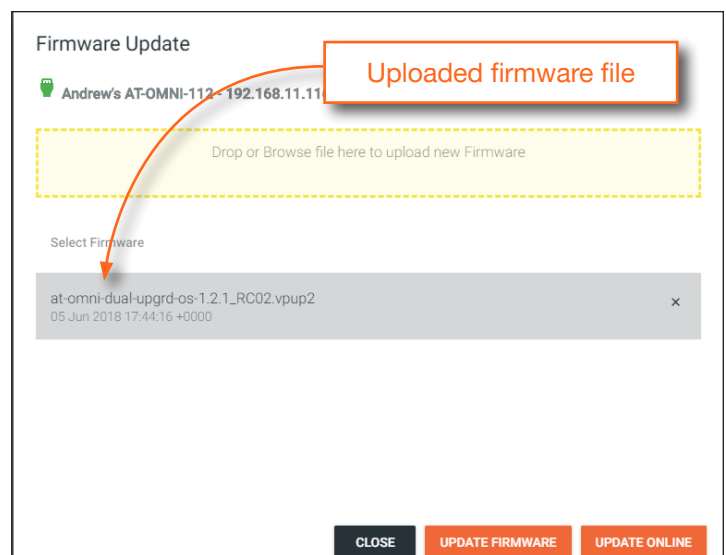 Firmware Update
Uploaded firmware file
Andrew's AT-OMNI-112 - 192.168.11.11
Drop or Browse file here to upload new Firmware
Select Firmware
at-omni-dual-upgrd-os-1.2.1_RC02.vpup2
05 Jun 2018 17:44:16 +0000
CLOSE
UPDATE FIRMWARE
UPDATE ONLINE